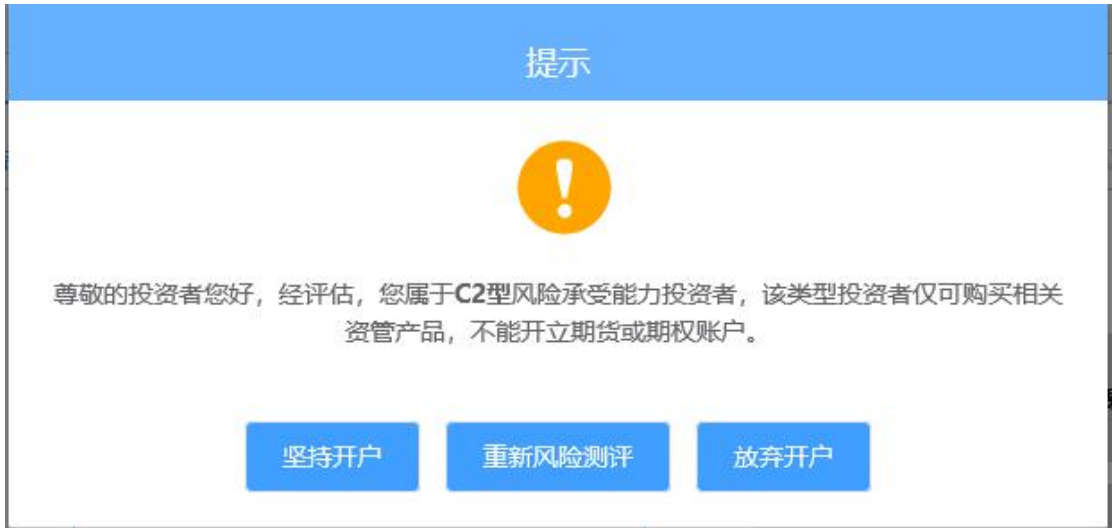 提示
尊敬的投资者您好，经评估，您属于C2型风险承受能力投资者，该类型投资者仅可购买相关
资管产品，不能开立期货或期权账户。
坚持开户
重新风险测评
放弃开户